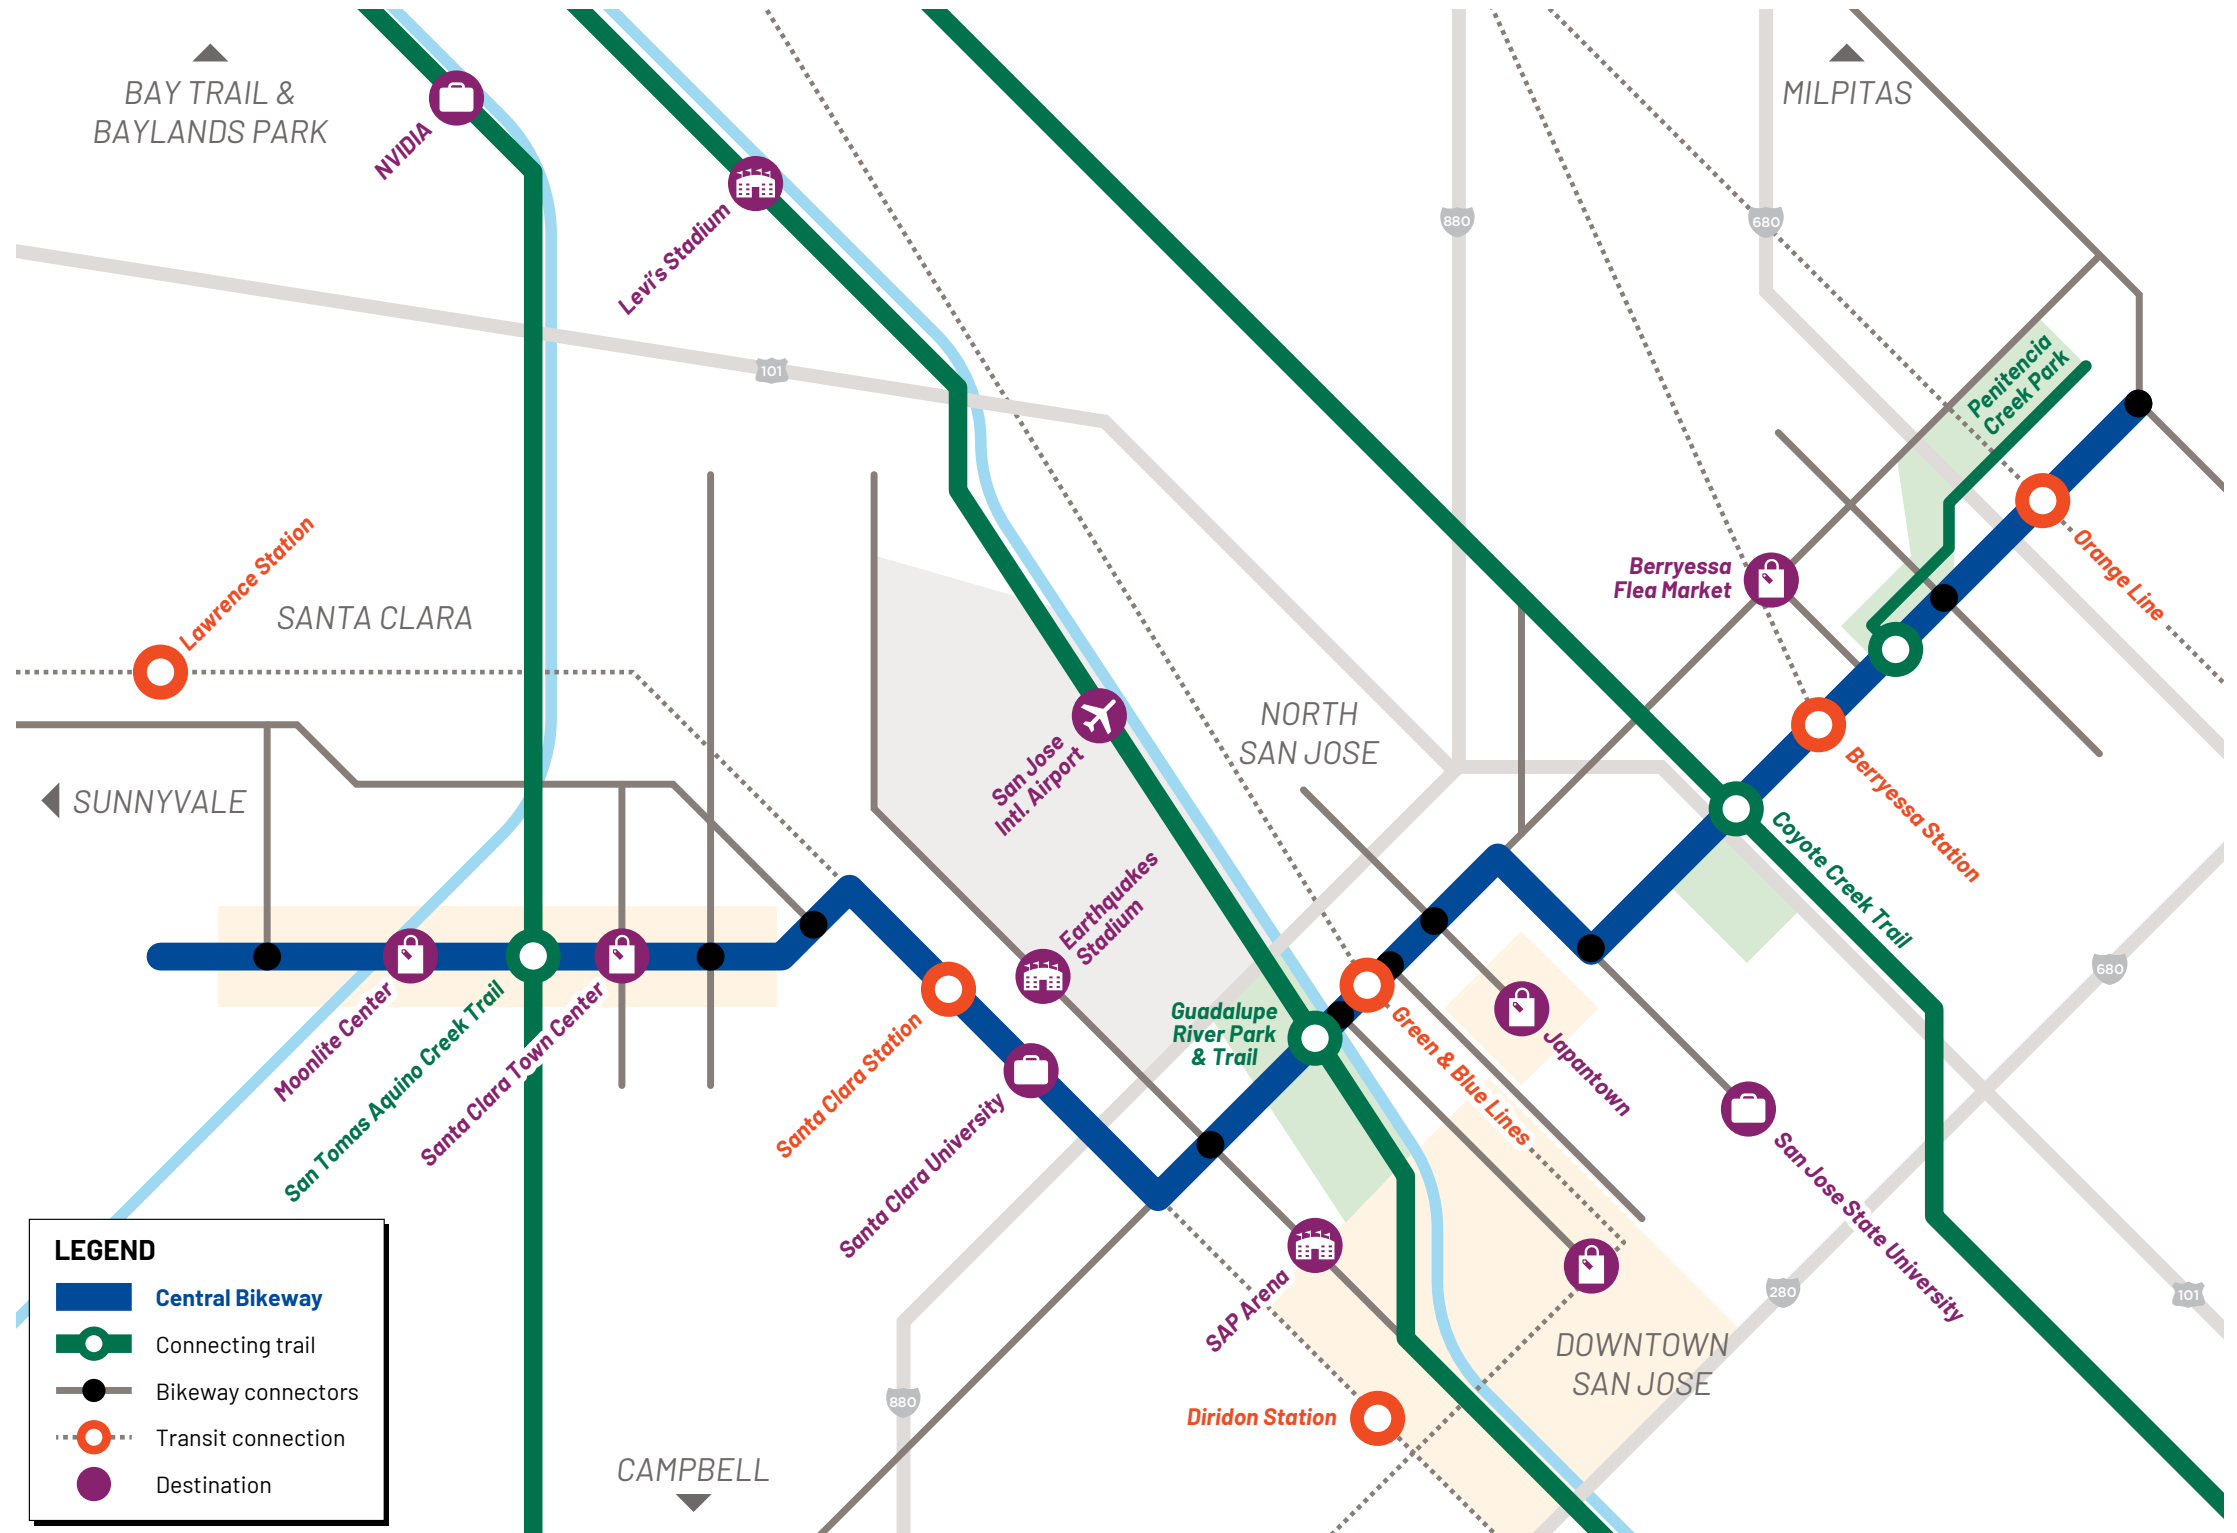 BAY TRAIL &
BAYLANDS PARK
MILPITAS
NVIDIA
Levi's Stadium
880
680
101
Penitencia
Creek Park
Lawrence Station
SANTA CLARA
Orange Line
Berryessa
Flea Market
NORTH
SAN JOSE
San Jose
Intl. Airport
SUNNYVALE
Berryessa Station
Coyote Creek Trail
Earthquakes
Stadium
680
Moonlite Center
San Tomas Aquino Creek Trail
Santa Clara Town Center
Santa Clara Station
Guadalupe
River Park
& Trail
Green & Blue Lines
Japantown
Santa Clara University
San Jose State University
SAP Arena
280
101
DOWNTOWN
SAN JOSE
880
Diridon Station
CAMPBELL
LEGEND
Central Bikeway
Connecting trail
Bikeway connectors
Transit connection
Destination